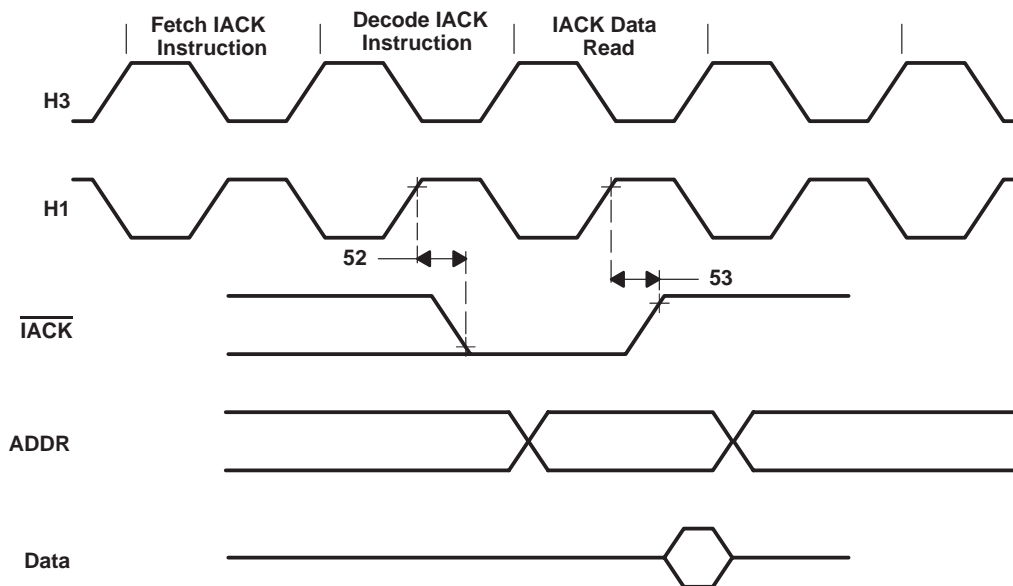 Fetch IACK
Instruction
Decode IACK
Instruction
IACK Data
Read
H3
H1
52
53
IACK
ADDR
Data